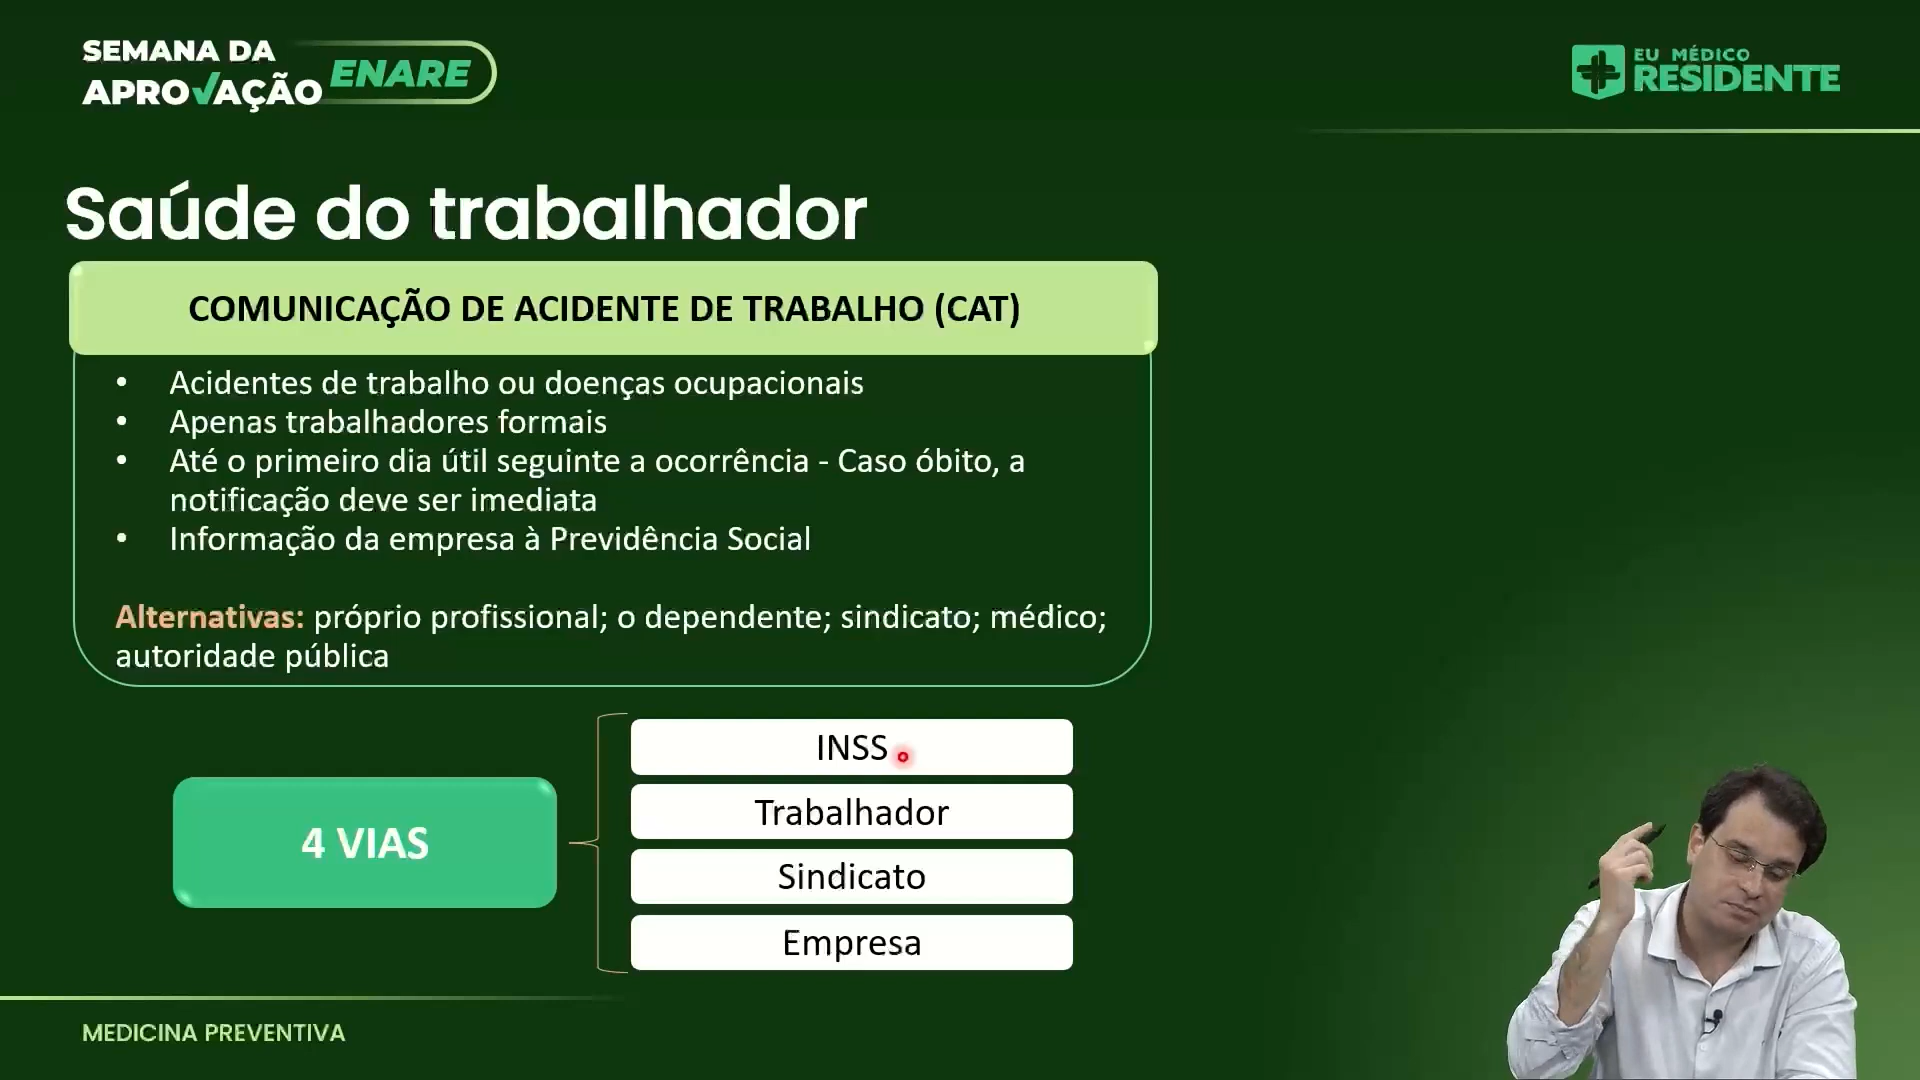 SEMANA DA
APROVAÇÃO ENARE
EU MÉDICO
RESIDENTE
Saúde do trabalhador
COMUNICAÇÃO DE ACIDENTE DE TRABALHO (CAT)
• Acidentes de trabalho ou doenças ocupacionais
• Apenas trabalhadores formais
• Até o primeiro dia útil seguinte a ocorrência - Caso óbito, a
notificação deve ser imediata
• Informação da empresa à Previdência Social
Alternativas: próprio profissional; o dependente; sindicato; médico;
autoridade pública
4 VIAS
INSS
Trabalhador
Sindicato
Empresa
MEDICINA PREVENTIVA